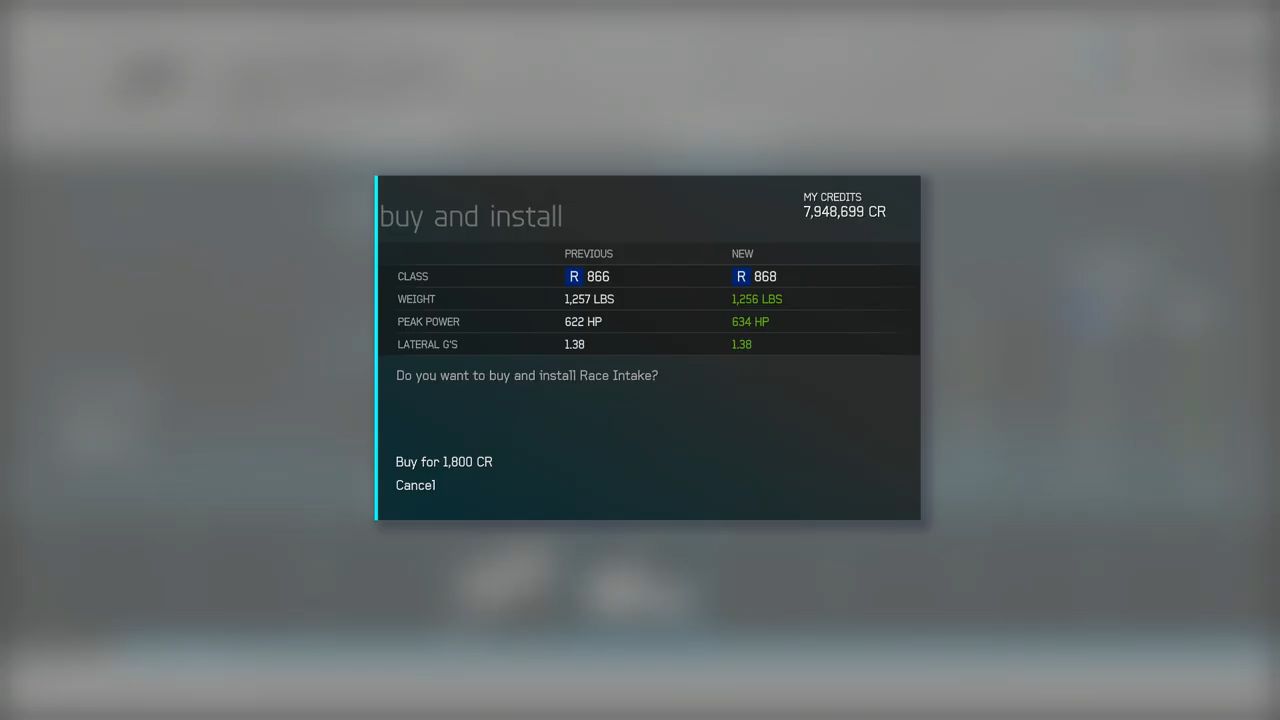 MY CREDITS
7,948,699 CR
buy and install
PREVIOUS NEW
CLASS R 866 R 868
WEIGHT 1,257 LBS 1,256 LBS
PEAK POWER 622 HP 634 HP
LATERAL G'S 1.38 1.38
Do you want to buy and install Race Intake?
Buy for 1,800 CR
Cancel